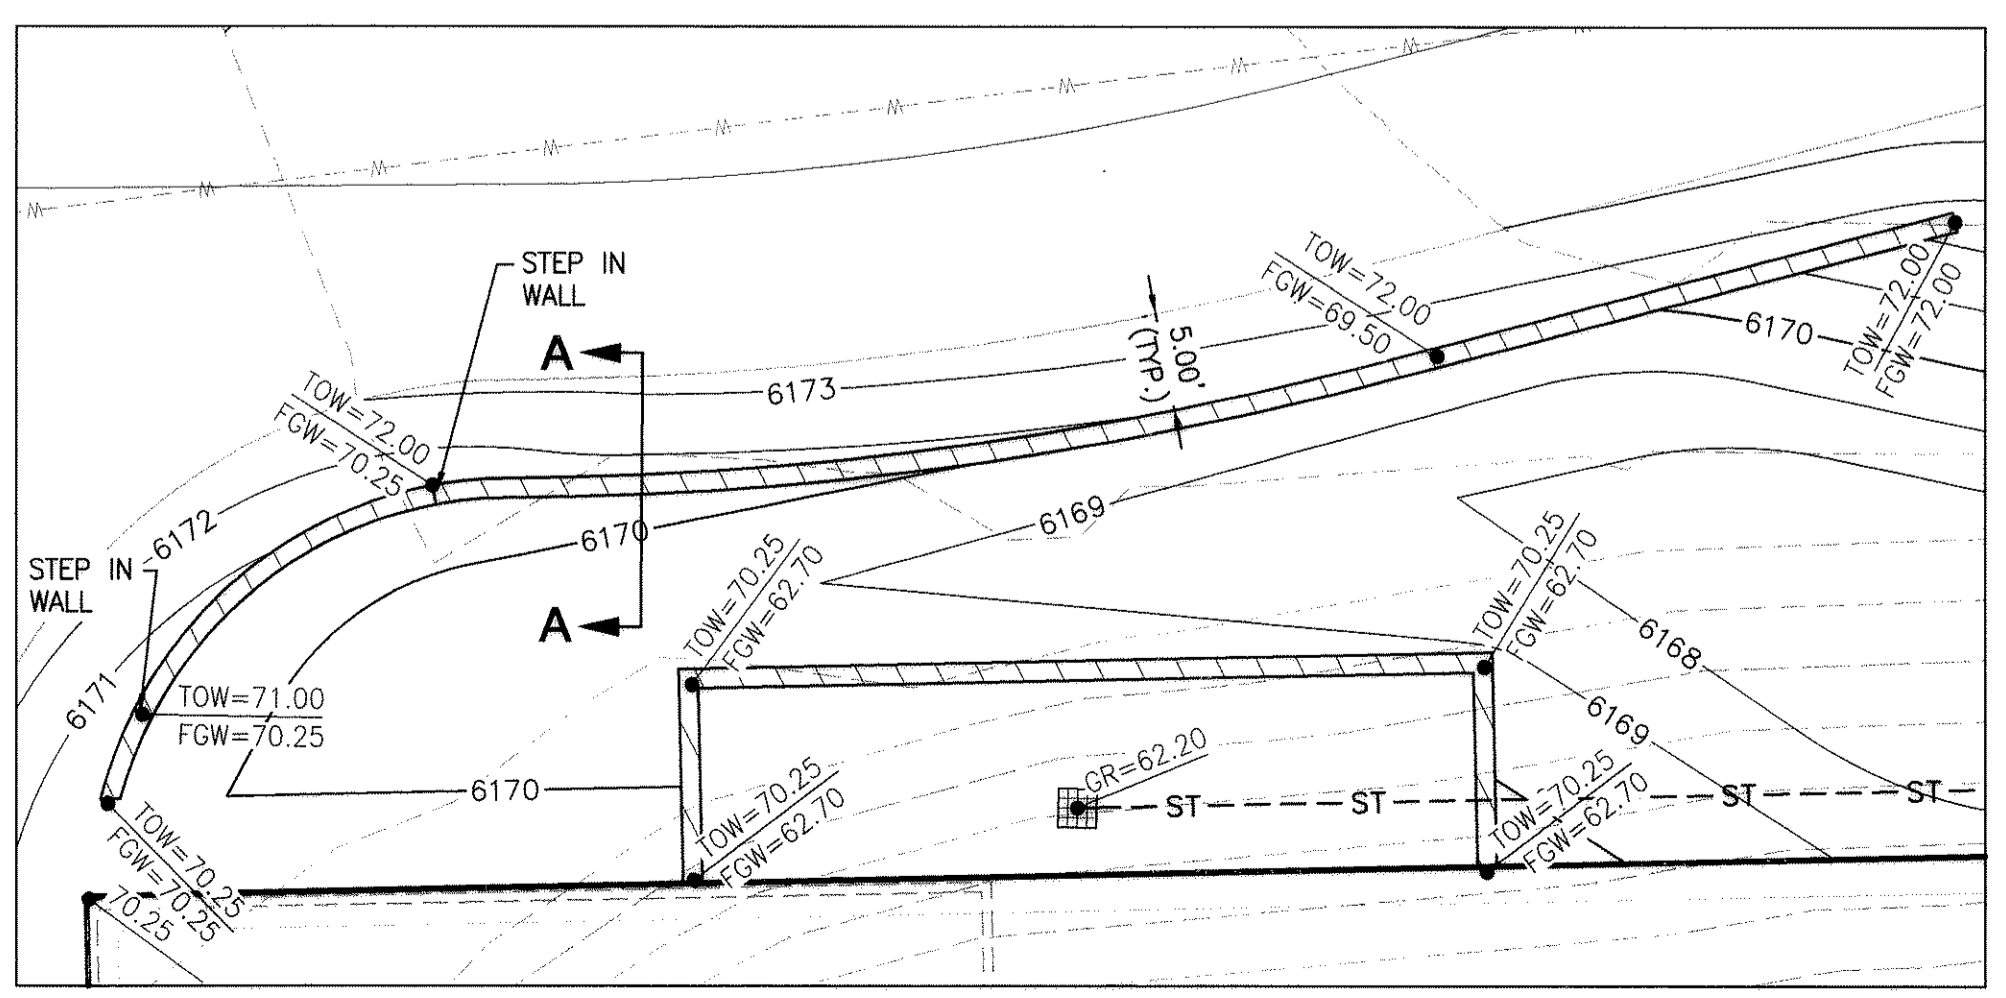 STEP IN
WALL
A
TOW=72.00
FGW=70.25
6173
5.00'
(TYP.)
TOW=72.00
FGW=69.50
TOW=72.00
FGW=72.00
6170
6172
6170
6169
STEP IN
WALL
A
TOW=70.25
FGW=62.70
TOW=70.25
FGW=62.70
6168
6171
TOW=71.00
FGW=70.25
6169
6170
GR=62.20
ST
ST
ST
ST
TOW=70.25
FGW=62.70
TOW=70.25
FGW=62.70
TOW=70.25
FGW=70.25
70.25